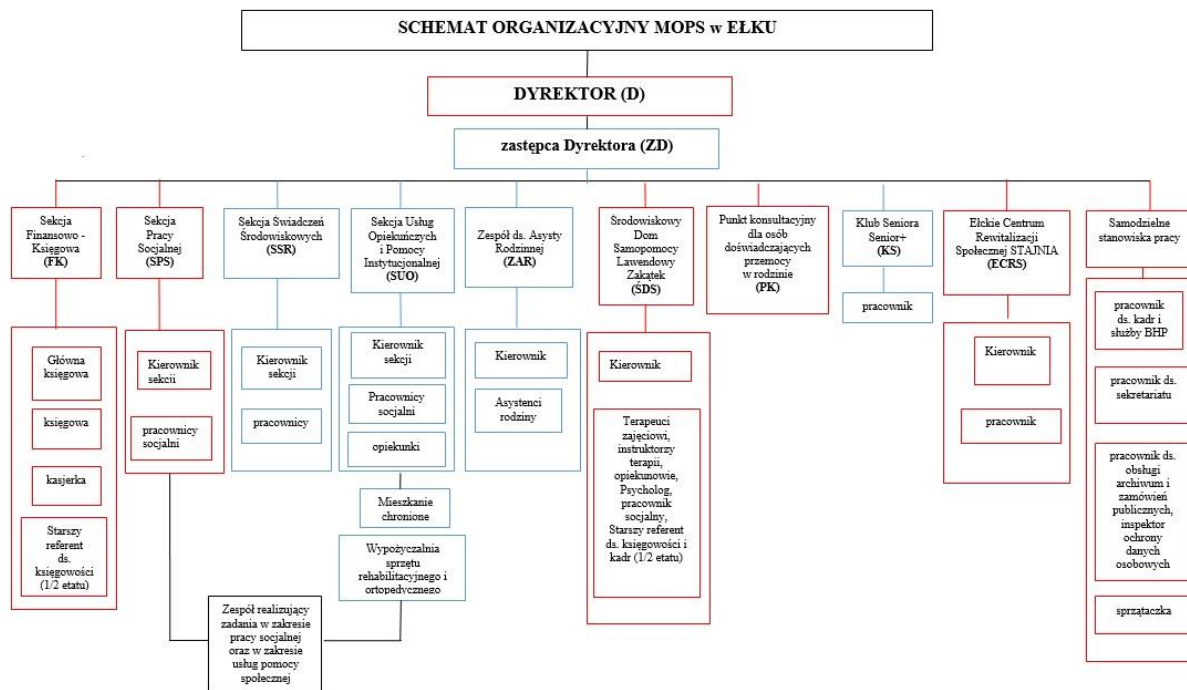 SCHEMAT ORGANIZACYJNY MOPS w EŁKU
DYREKTOR (D)
zastępca Dyrektora (ZD)
Sekcja
Finansowo -
Księgowa
(FK)
Sekcja
Pracy
Socjalnej
(SPS)
Sekcja Świadczeń
Środowiskowych
(SSR)
Sekcja Usług
Opiekuńczych
i Pomocy
Instytucjonalnej
(SUO)
Zespół ds. Asysty
Rodzinnej
(ZAR)
Środowiskowy
Dom
Samopomocy
Lawendowy
Zakątek
(ŚDS)
Punkt konsultacyjny
dla osób
doświadczających
przemocy
w rodzinie
(PK)
Klub Seniora
Senior+
(KS)
pracownik
Ełckie Centrum
Rewitalizacji
Społecznej STAJNIA
(ECRS)
Samodzielne
stanowiska pracy
Główna
księgowa
księgowa
kasjerka
Starszy
referent
ds.
księgowości
(1/2 etatu)
Kierownik
sekcji
pracownicy
socjalni
Kierownik
sekcji
pracownicy
Kierownik
sekcji
Pracownicy
socjalni
opiekunki
Mieszkanie
chronione
Wypożyczalnia
sprzętu
rehabilitacyjnego i
ortopedycznego
Zespół realizujący
zadania w zakresie
pracy socjalnej
oraz w zakresie
usług pomocy
społecznej
Kierownik
Asystenci
rodziny
Kierownik
Terapeuci
zajęciowi,
instruktorzy
terapii,
opiekunowie,
Psycholog,
pracownik
socjalny,
Starszy referent
ds. księgowości i
kadr (1/2 etatu)
Kierownik
pracownik
pracownik
ds. kadr i
służby BHP
pracownik ds.
sekretariatu
pracownik ds.
obsługi
archiwum i
zamówień
publicznych,
inspektor
ochrony
danych
osobowych
sprzątaczka